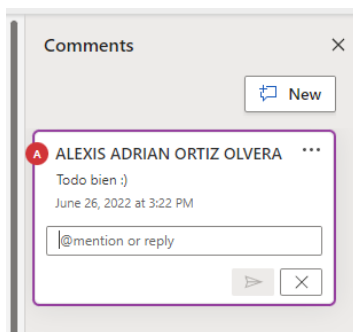 Comments
New
A
ALEXIS ADRIAN ORTIZ OLVERA
Todo bien :)
June 26, 2022 at 3:22 PM
@mention or reply